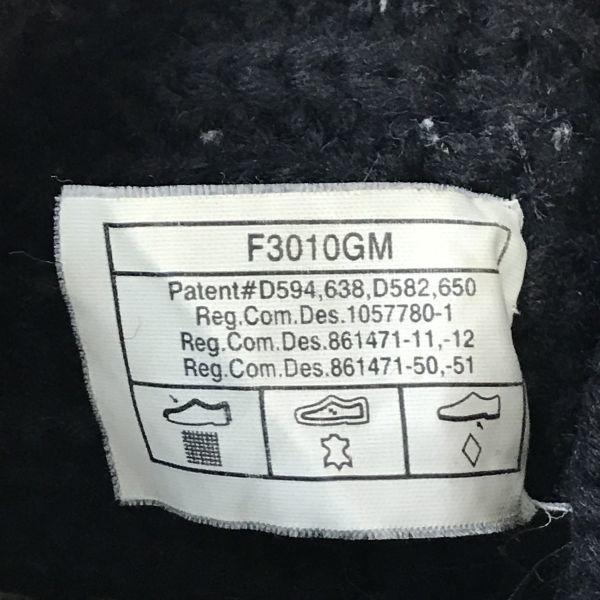 F3010GM
Patent#D594,638,D582,650
Reg.Com.Des.1057780-1
Reg.Com.Des.861471-11,-12
Reg.Com.Des.861471-50,-51